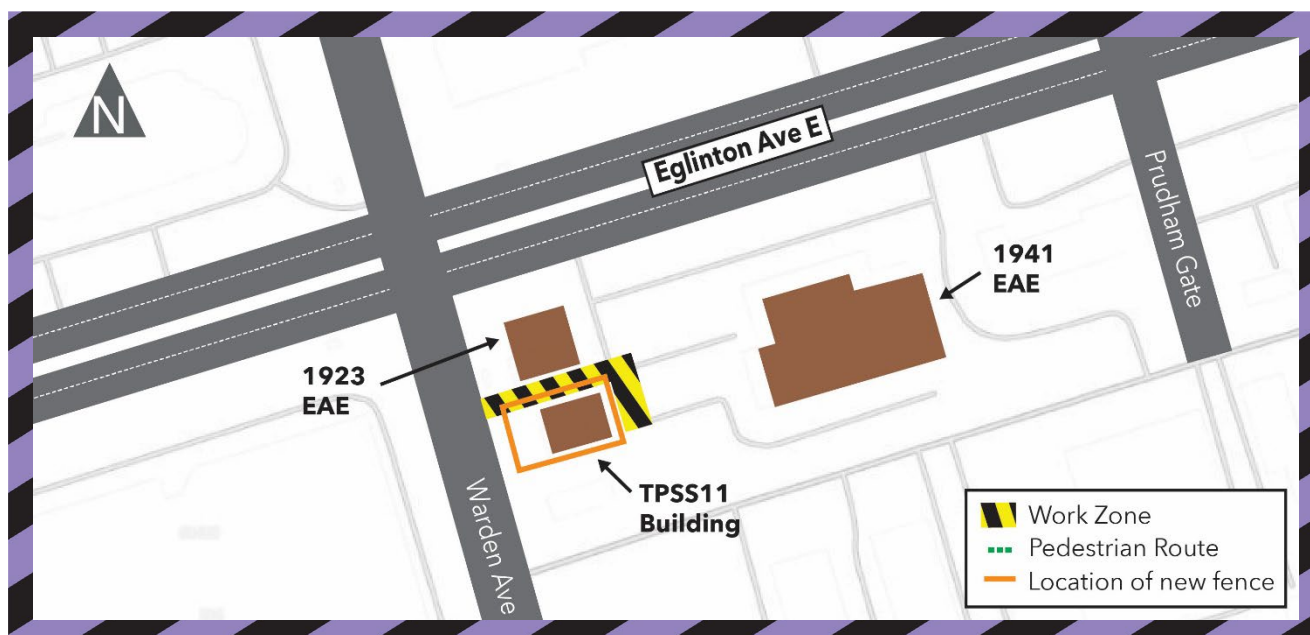 N
Eglinton Ave E
Prudham Gate
1941
EAE
1923
EAE
TPSS11
Building
Warden Ave
Work Zone
Pedestrian Route
Location of new fence